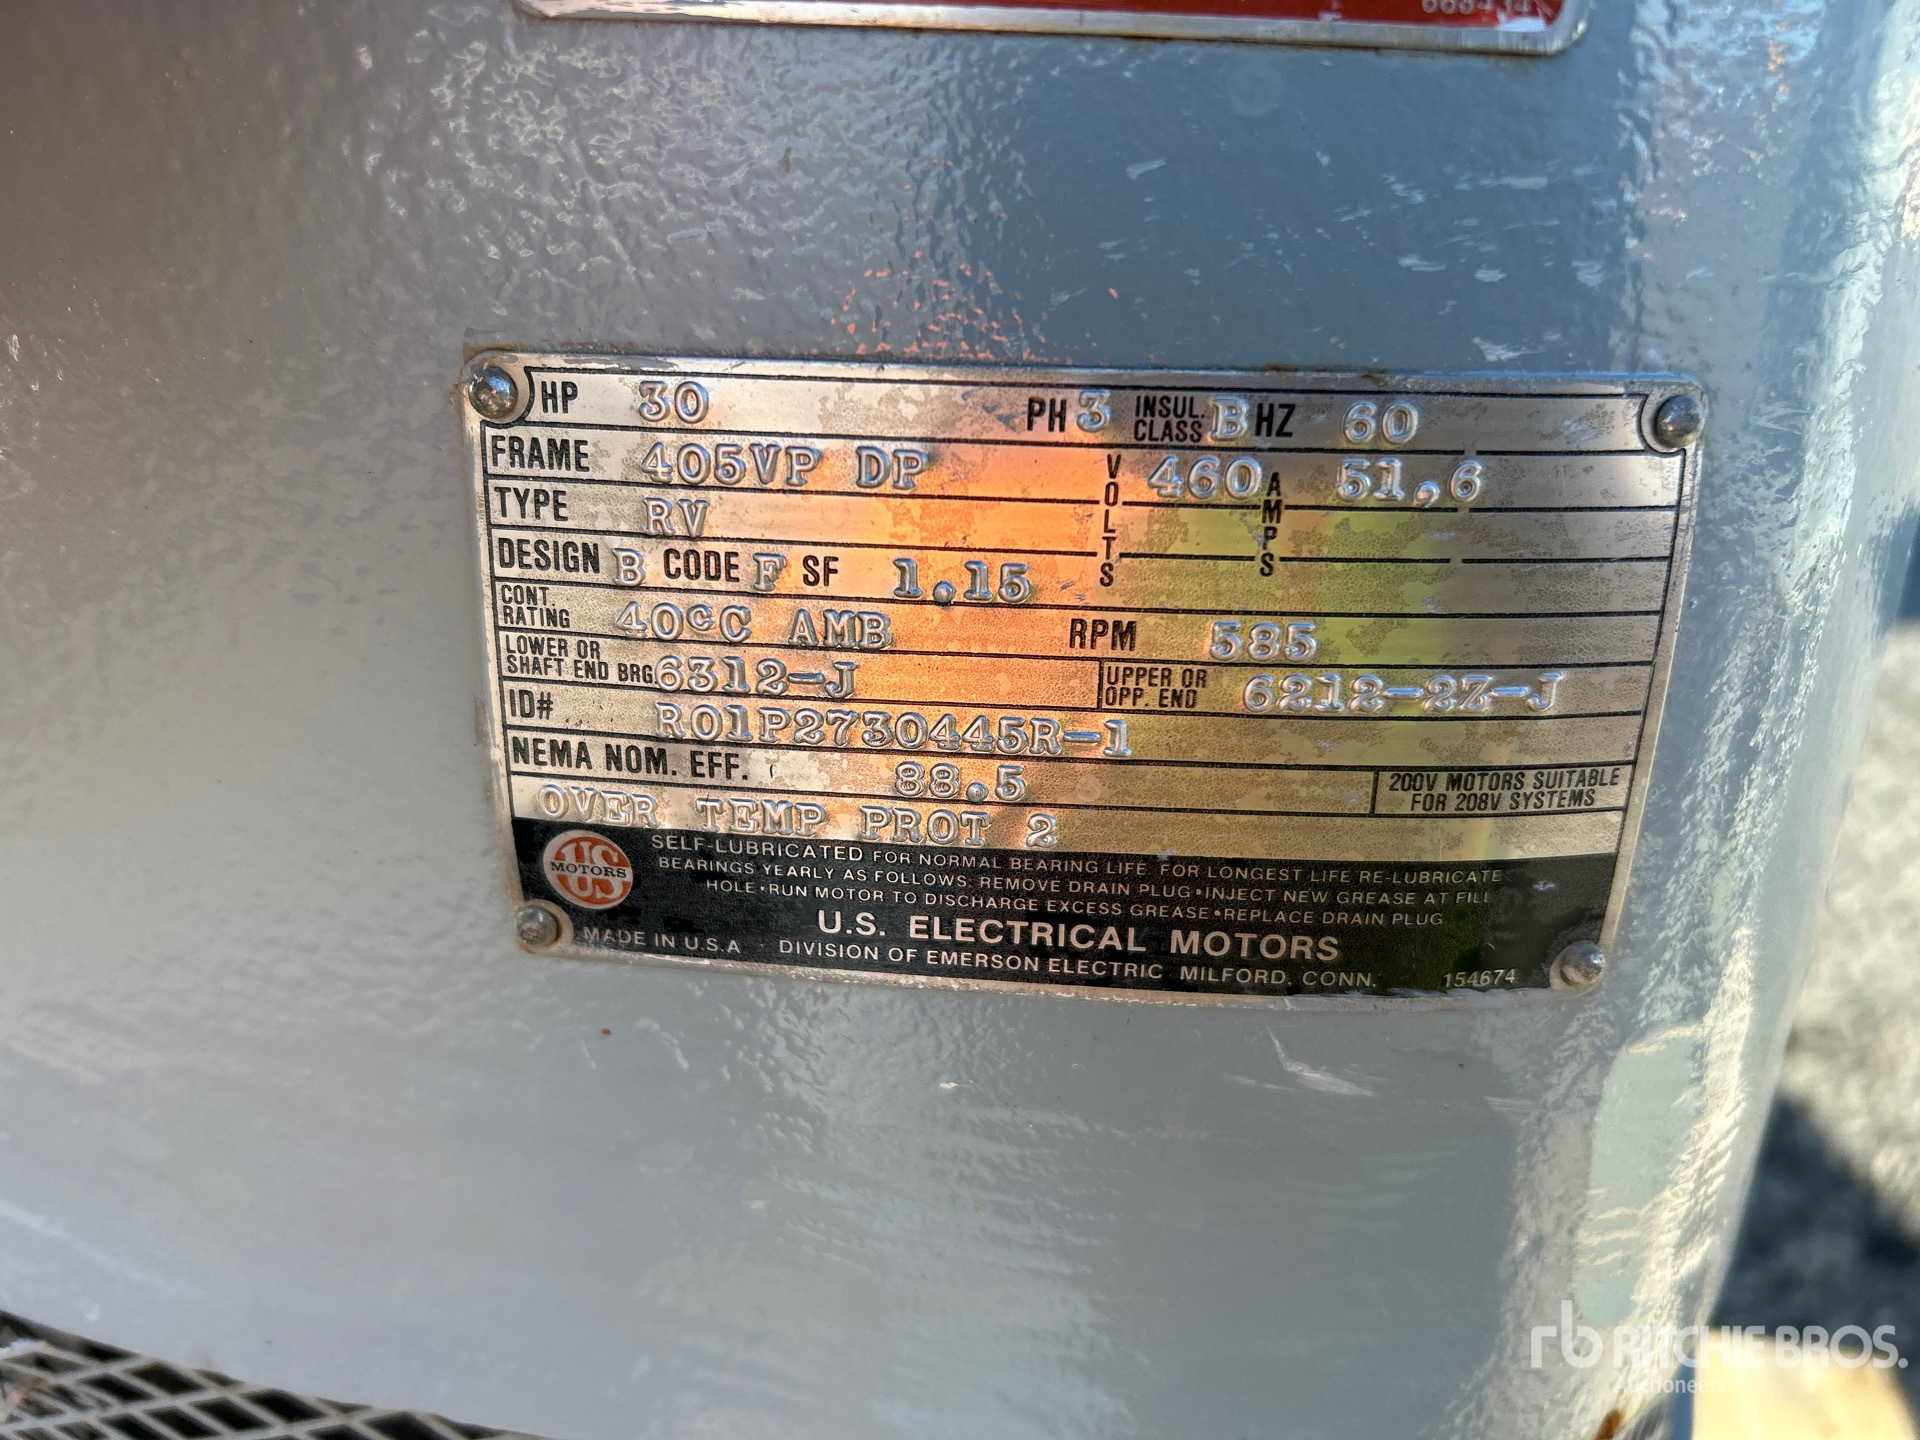 HP 30 PH 3 INSUL. CLASS B HZ 60
FRAME 405VP DP VOLTS 460 AMPS 51,6
TYPE RV
DESIGN B CODE F SF 1.15
CONT RATING 40°C AMB RPM 585
LOWER OR SHAFT END BRG. 6312-J UPPER OR OPP. END 6212-2Z-J
ID# R01P2730445R-1
NEMA NOM. EFF. 88.5 200V MOTORS SUITABLE FOR 208V SYSTEMS
OVER TEMP PROT 2
US MOTORS
SELF-LUBRICATED FOR NORMAL BEARING LIFE FOR LONGEST LIFE RE-LUBRICATE
BEARINGS YEARLY AS FOLLOWS: REMOVE DRAIN PLUG•INJECT NEW GREASE AT FILL
HOLE•RUN MOTOR TO DISCHARGE EXCESS GREASE•REPLACE DRAIN PLUG
U.S. ELECTRICAL MOTORS
MADE IN U.S.A DIVISION OF EMERSON ELECTRIC MILFORD, CONN. 154674
rb RITCHIE BROS.
Auctioneers